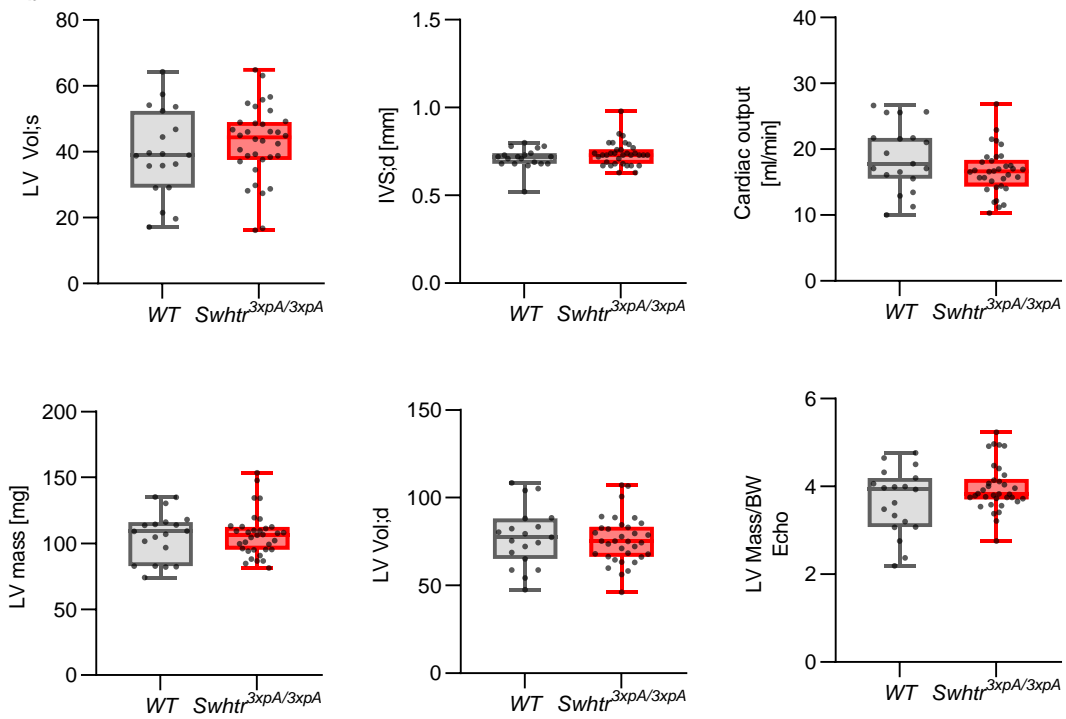 LV Vol;s
80
60
40
20
0
WT Swhtr3xpA/3xpA
IVS;d [mm]
1.5
1.0
0.5
0.0
WT Swhtr3xpA/3xpA
Cardiac output
[ml/min]
40
30
20
10
0
WT Swhtr3xpA/3xpA
LV mass [mg]
200
150
100
50
0
WT Swhtr3xpA/3xpA
LV Vol;d
150
100
50
0
WT Swhtr3xpA/3xpA
LV Mass/BW
Echo
6
4
2
0
WT Swhtr3xpA/3xpA